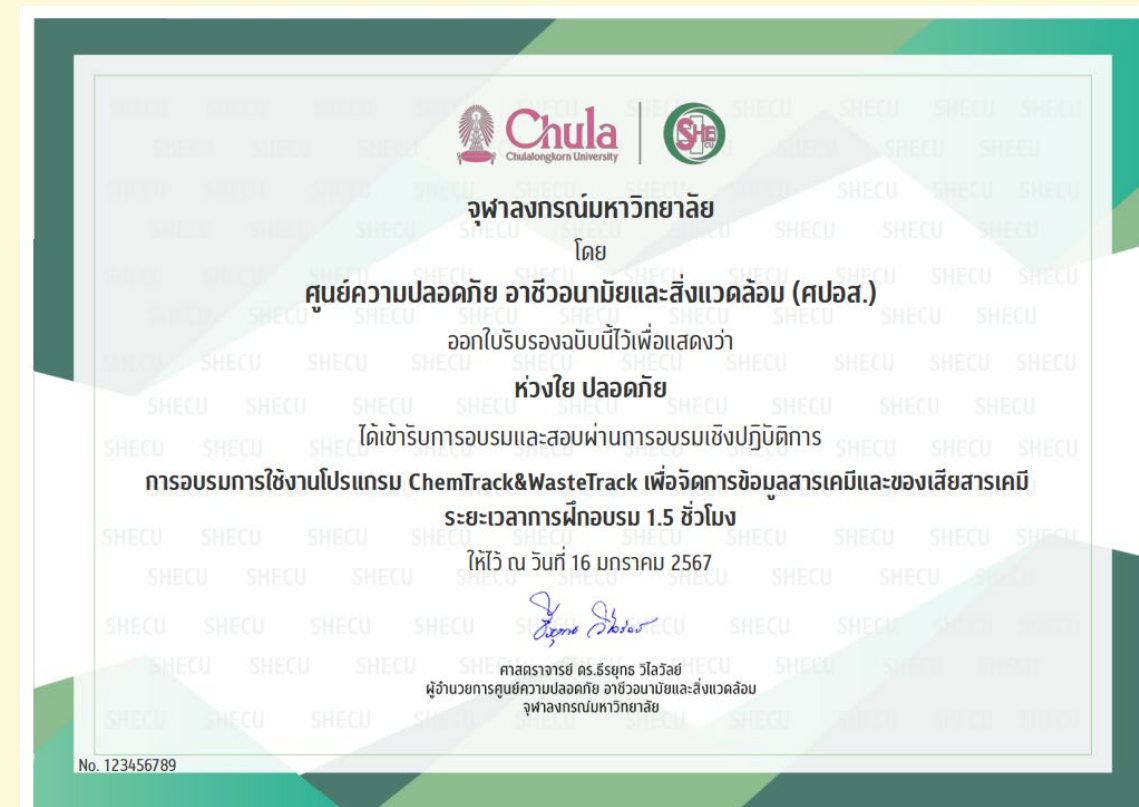 Chula
Chulalongkorn University
SHE
CU
จุฬาลงกรณ์มหาวิทยาลัย
โดย
ศูนย์ความปลอดภัย อาชีวอนามัยและสิ่งแวดล้อม (ศปอส.)
ออกใบรับรองฉบับนี้ไว้เพื่อแสดงว่า
ห่วงใย ปลอดภัย
ได้เข้ารับการอบรมและสอบผ่านการอบรมเชิงปฏิบัติการ
การอบรมการใช้งานโปรแกรม ChemTrack&WasteTrack เพื่อจัดการข้อมูลสารเคมีและของเสียสารเคมี
ระยะเวลาการฝึกอบรม 1.5 ชั่วโมง
ให้ไว้ ณ วันที่ 16 มกราคม 2567
ศาสตราจารย์ ดร.ธรยุทธ วิไลวัลย์
ผู้อำนวยการศูนย์ความปลอดภัย อาชีวอนามัยและสิ่งแวดล้อม
จุฬาลงกรณ์มหาวิทยาลัย
No. 123456789